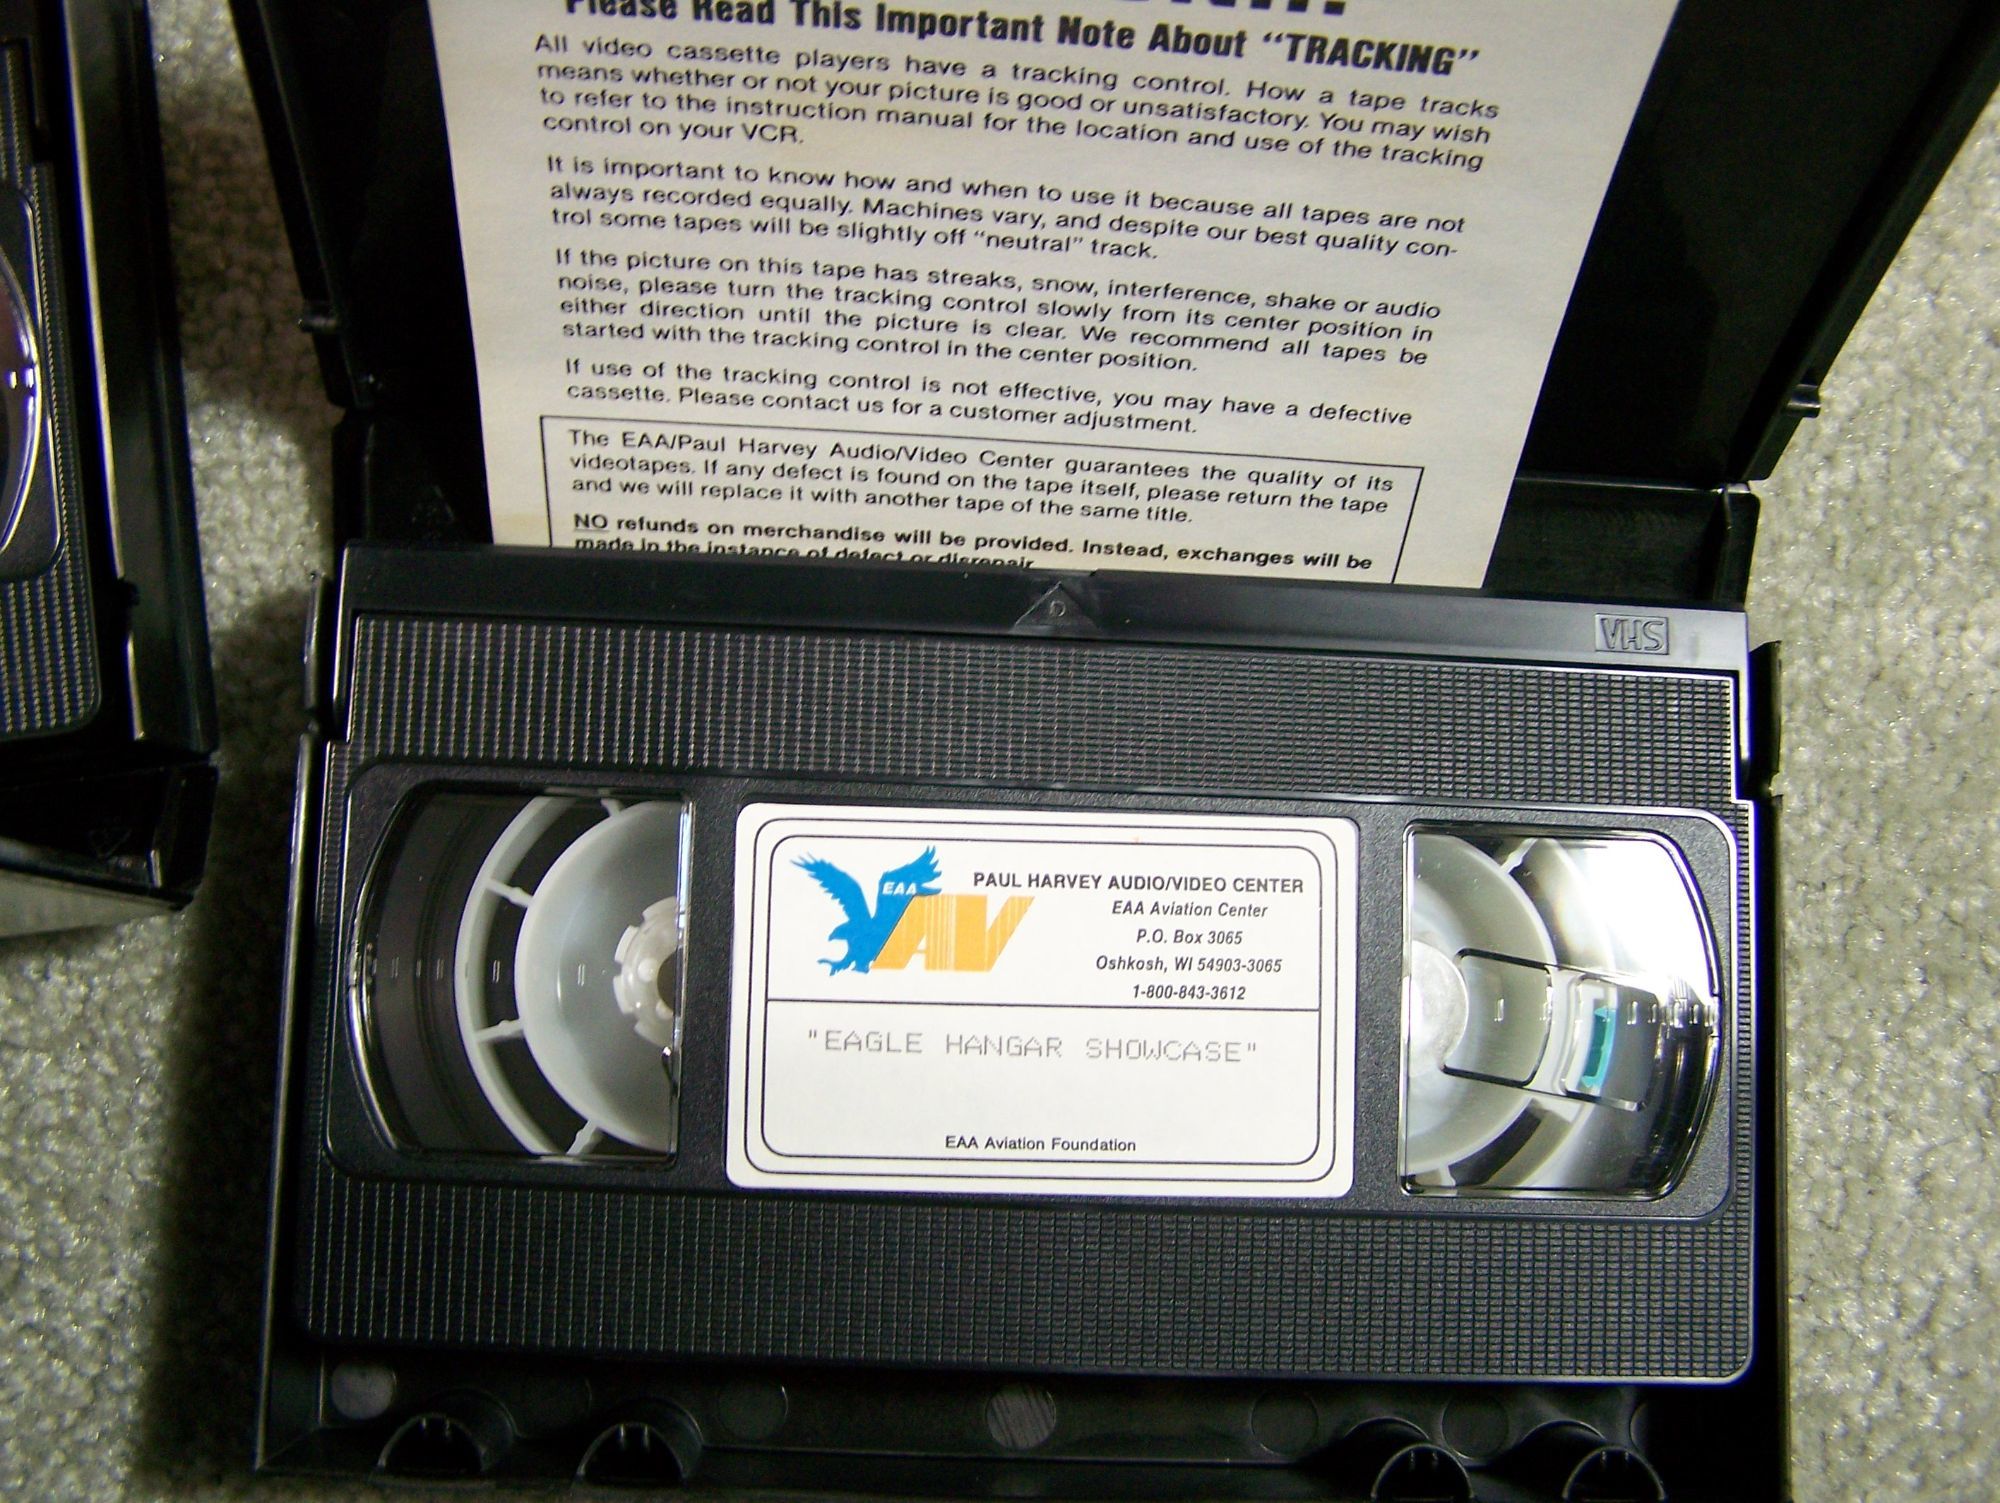 Please Read This Important Note About "TRACKING"
All video cassette players have a tracking control. How a tape tracks
means whether or not your picture is good or unsatisfactory. You may wish
to refer to the instruction manual for the location and use of the tracking
control on your VCR.
It is important to know how and when to use it because all tapes are not
always recorded equally. Machines vary, and despite our best quality con-
trol some tapes will be slightly off "neutral" track.
If the picture on this tape has streaks, snow, interference, shake or audio
noise, please turn the tracking control slowly from its center position in
either direction until the picture is clear. We recommend all tapes be
started with the tracking control in the center position.
If use of the tracking control is not effective, you may have a defective
cassette. Please contact us for a customer adjustment.
The EAA/Paul Harvey Audio/Video Center guarantees the quality of its
videotapes. If any defect is found on the tape itself, please return the tape
and we will replace it with another tape of the same title.
NO refunds on merchandise will be provided. Instead, exchanges will be
made in the instance of defect or disrepair.
D
VHS
EAA
AV
PAUL HARVEY AUDIO/VIDEO CENTER
EAA Aviation Center
P.O. Box 3065
Oshkosh, WI 54903-3065
1-800-843-3612
"EAGLE HANGAR SHOWCASE"
EAA Aviation Foundation